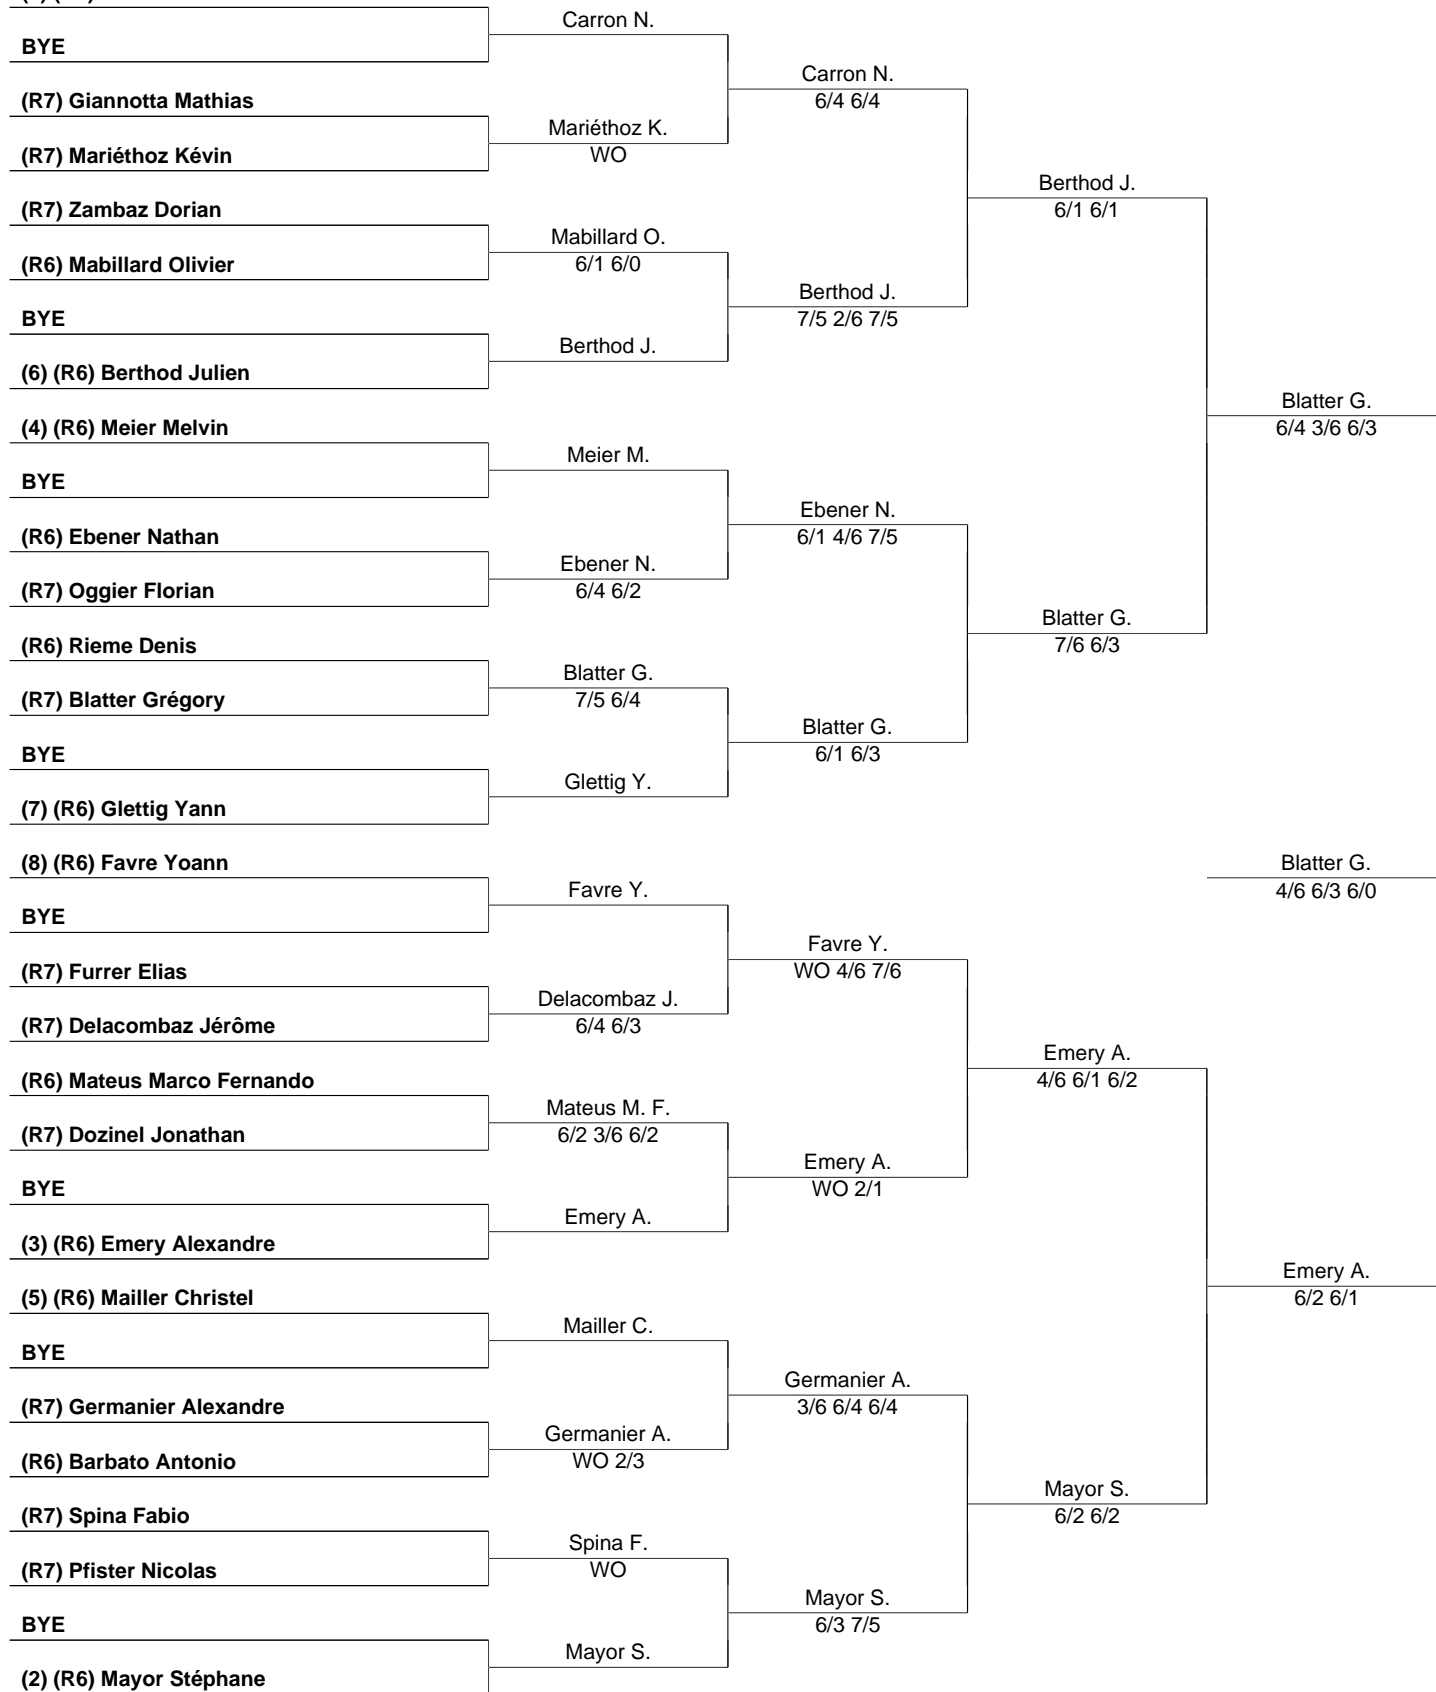 BYE
(R7) Giannotta Mathias
(R7) Mariéthoz Kévin
(R7) Zambaz Dorian
(R6) Mabillard Olivier
BYE
(6) (R6) Berthod Julien
(4) (R6) Meier Melvin
BYE
(R6) Ebener Nathan
(R7) Oggier Florian
(R6) Rieme Denis
(R7) Blatter Grégory
BYE
(7) (R6) Glettig Yann
(8) (R6) Favre Yoann
BYE
(R7) Furrer Elias
(R7) Delacombaz Jérôme
(R6) Mateus Marco Fernando
(R7) Dozinel Jonathan
BYE
(3) (R6) Emery Alexandre
(5) (R6) Mailler Christel
BYE
(R7) Germanier Alexandre
(R6) Barbato Antonio
(R7) Spina Fabio
(R7) Pfister Nicolas
BYE
(2) (R6) Mayor Stéphane
Carron N.
Mariéthoz K.
WO
Mabillard O.
6/1 6/0
Berthod J.
Meier M.
Ebener N.
6/4 6/2
Blatter G.
7/5 6/4
Glettig Y.
Favre Y.
Delacombaz J.
6/4 6/3
Mateus M. F.
6/2 3/6 6/2
Emery A.
Mailler C.
Germanier A.
WO 2/3
Spina F.
WO
Mayor S.
Carron N.
6/4 6/4
Berthod J.
7/5 2/6 7/5
Ebener N.
6/1 4/6 7/5
Blatter G.
6/1 6/3
Favre Y.
WO 4/6 7/6
Emery A.
WO 2/1
Germanier A.
3/6 6/4 6/4
Mayor S.
6/3 7/5
Berthod J.
6/1 6/1
Blatter G.
7/6 6/3
Emery A.
4/6 6/1 6/2
Mayor S.
6/2 6/2
Blatter G.
6/4 3/6 6/3
Blatter G.
4/6 6/3 6/0
Emery A.
6/2 6/1